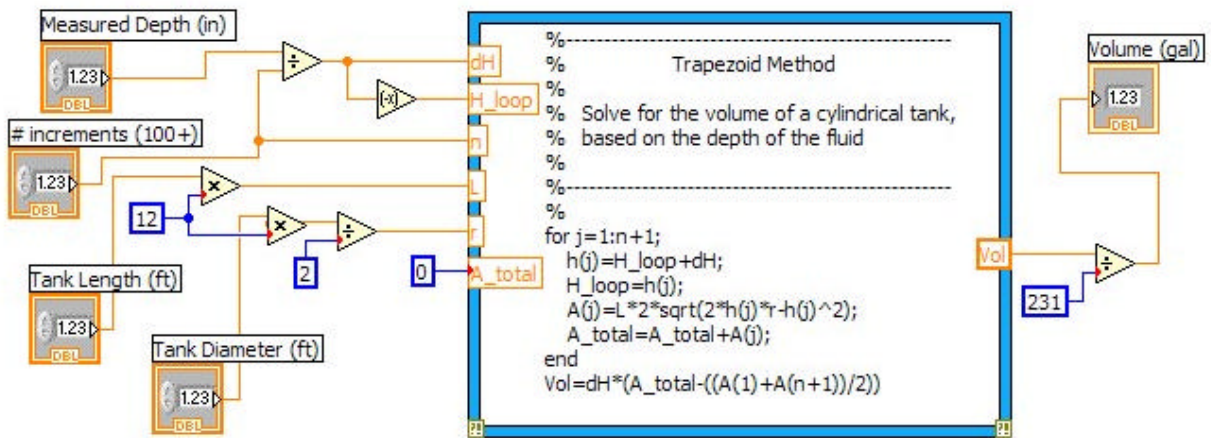 Measured Depth (in)
1.23
DBL
# increments (100+)
1.23
DBL
12
Tank Length (ft)
1.23
DBL
Tank Diameter (ft)
1.23
DBL
÷
[-x]
×
×
÷
2
0
dH
H_loop
n
L
r
A_total
%--------------------------------------------------
% Trapezoid Method
%
% Solve for the volume of a cylindrical tank,
% based on the depth of the fluid
%
%--------------------------------------------------
%
for j=1:n+1;
h(j)=H_loop+dH;
H_loop=h(j);
A(j)=L*2*sqrt(2*h(j)*r-h(j)^2);
A_total=A_total+A(j);
end
Vol=dH*(A_total-((A(1)+A(n+1))/2))
Vol
÷
231
Volume (gal)
1.23
DBL
?!
?!